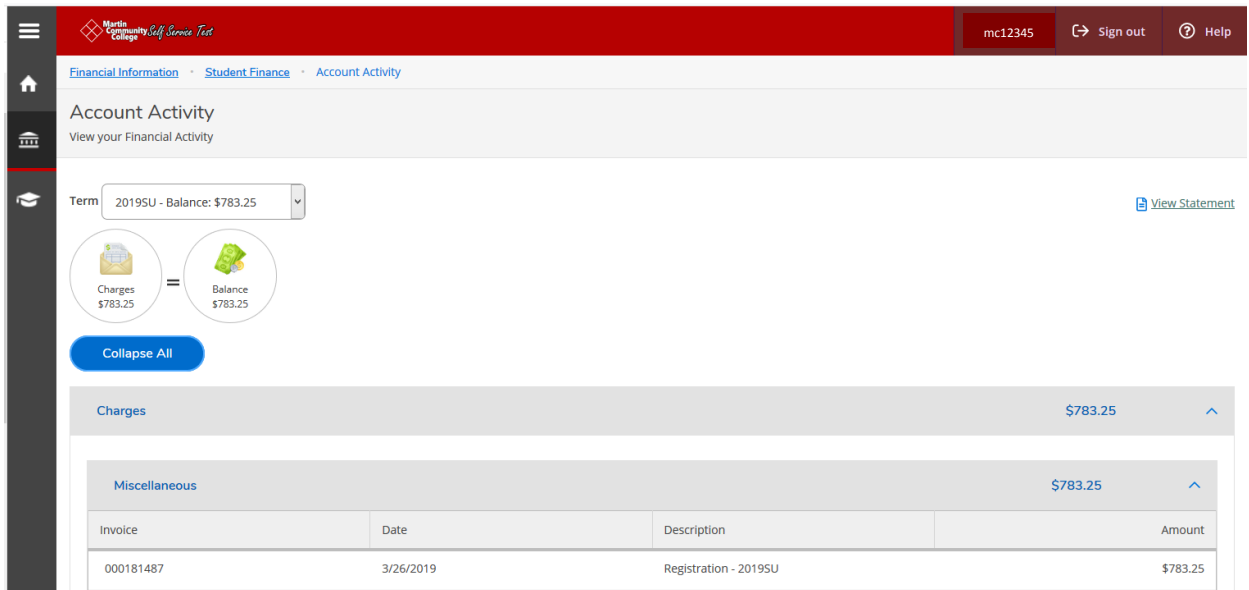 Martin
Community Self Service Test
College
mc12345
Sign out
Help
Financial Information · Student Finance · Account Activity
Account Activity
View your Financial Activity
Term 2019SU - Balance: $783.25
View Statement
Charges
$783.25
=
Balance
$783.25
Collapse All
Charges $783.25
Miscellaneous $783.25
Invoice Date Description Amount
000181487 3/26/2019 Registration - 2019SU $783.25